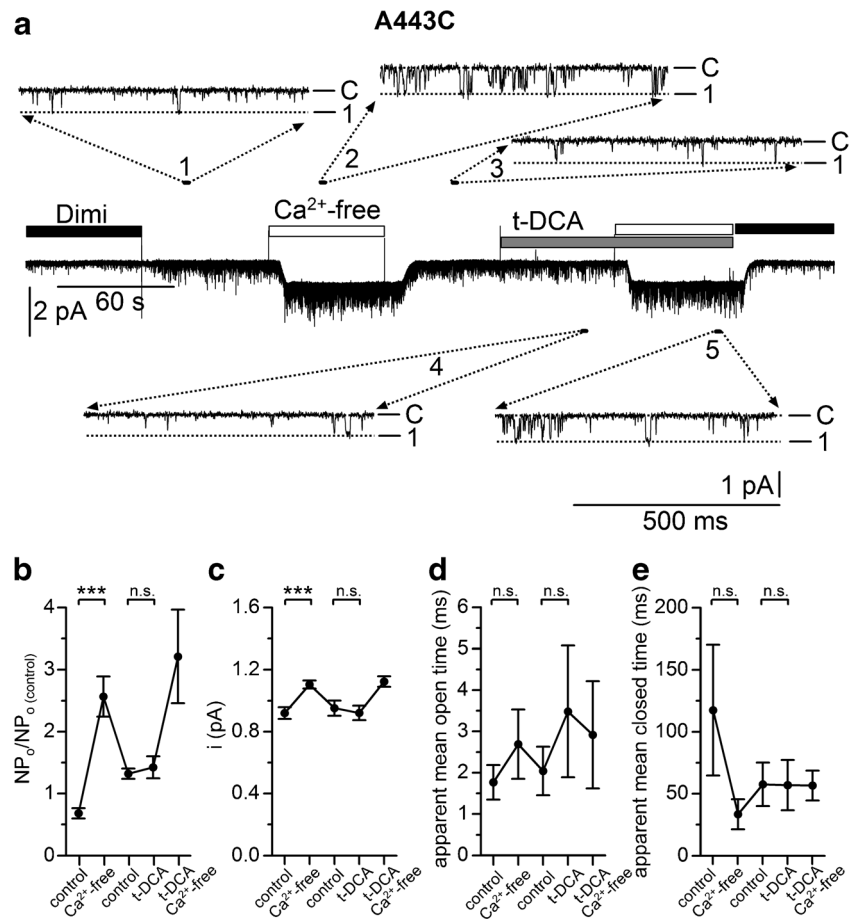 a
A443C
C
1
C
1
1
2
3
C
1
Dimi
Ca²⁺-free
t-DCA
2 pA
60 s
4
5
C
1
C
1
1 pA
500 ms
b
c
d
e
NPₒ/NPₒ (control)
***
n.s.
4
3
2
1
0
control
Ca²⁺-free
control
t-DCA
t-DCA
Ca²⁺-free
i (pA)
***
n.s.
1.6
1.2
0.8
0.4
0.0
control
Ca²⁺-free
control
t-DCA
t-DCA
Ca²⁺-free
apparent mean open time (ms)
n.s.
n.s.
6
5
4
3
2
1
0
control
Ca²⁺-free
control
t-DCA
t-DCA
Ca²⁺-free
apparent mean closed time (ms)
n.s.
n.s.
200
150
100
50
0
control
Ca²⁺-free
control
t-DCA
t-DCA
Ca²⁺-free